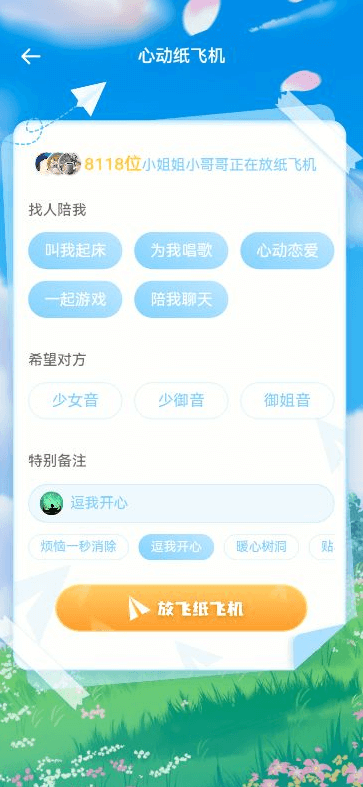 心动纸飞机
8118位小姐姐小哥哥正在放纸飞机
找人陪我
叫我起床 为我唱歌 心动恋爱
一起游戏 陪我聊天
希望对方
少女音 少御音 御姐音
特别备注
逗我开心
烦恼一秒消除 逗我开心 暖心树洞 贴
放飞纸飞机